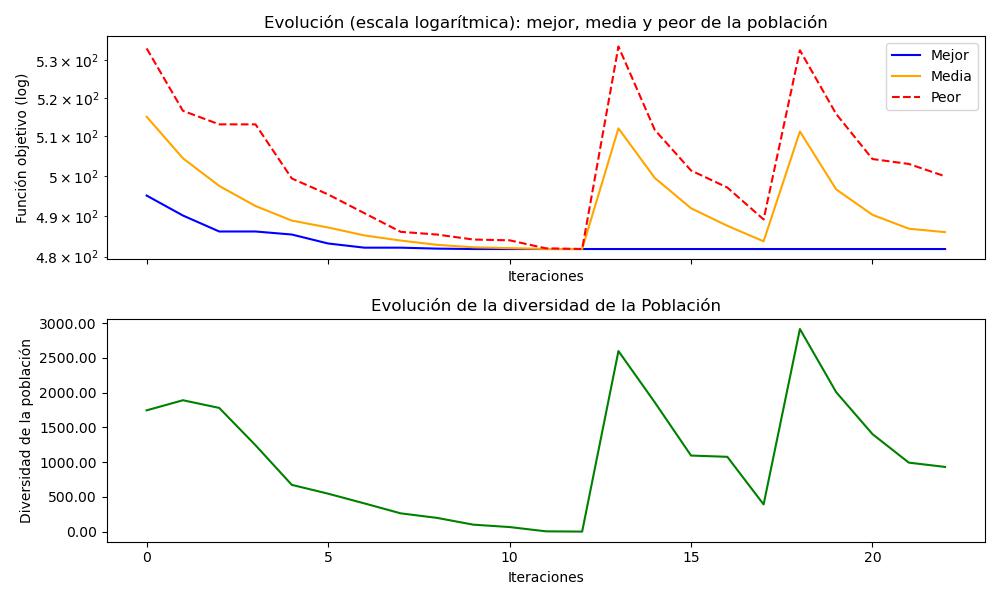 Evolución (escala logarítmica): mejor, media y peor de la población
Función objetivo (log)
5.3 × 10²
5.2 × 10²
5.1 × 10²
5 × 10²
4.9 × 10²
4.8 × 10²
Mejor
Media
Peor
Iteraciones
Evolución de la diversidad de la Población
Diversidad de la población
3000.00
2500.00
2000.00
1500.00
1000.00
500.00
0.00
0 5 10 15 20
Iteraciones